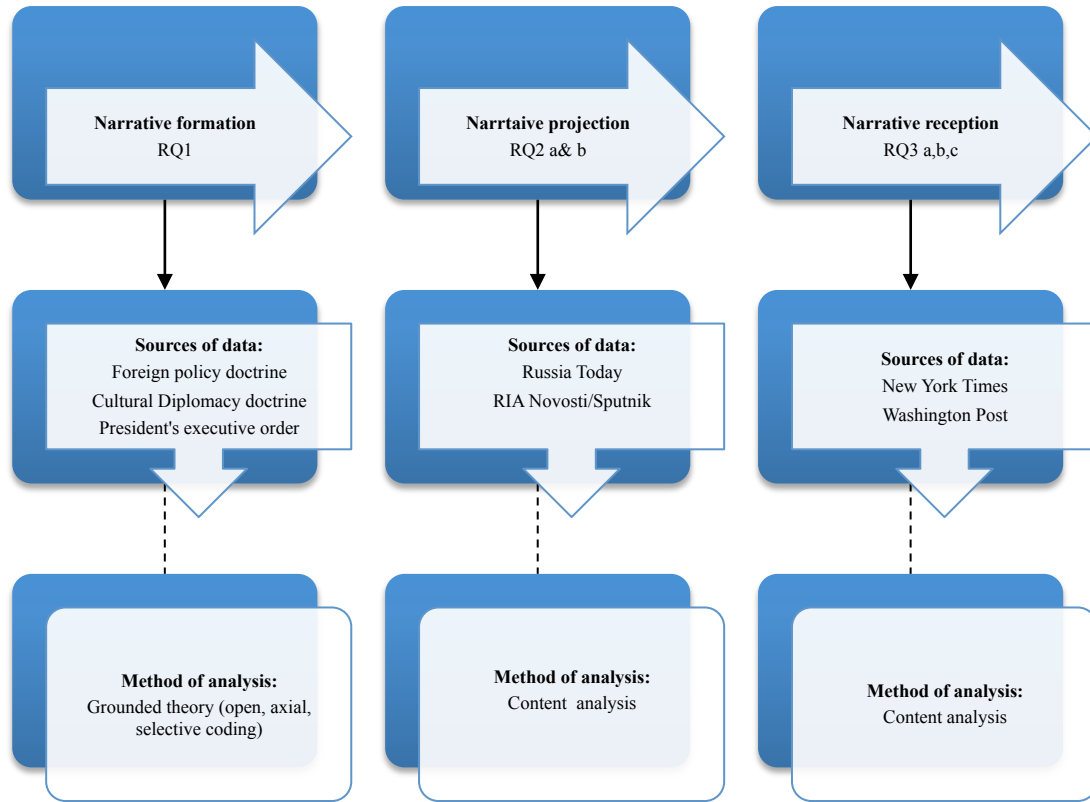 Narrative formation
RQ1
Narrtaive projection
RQ2 a& b
Narrative reception
RQ3 a,b,c
Sources of data:
Foreign policy doctrine
Cultural Diplomacy doctrine
President's executive order
Sources of data:
Russia Today
RIA Novosti/Sputnik
Sources of data:
New York Times
Washington Post
Method of analysis:
Grounded theory (open, axial,
selective coding)
Method of analysis:
Content  analysis
Method of analysis:
Content analysis